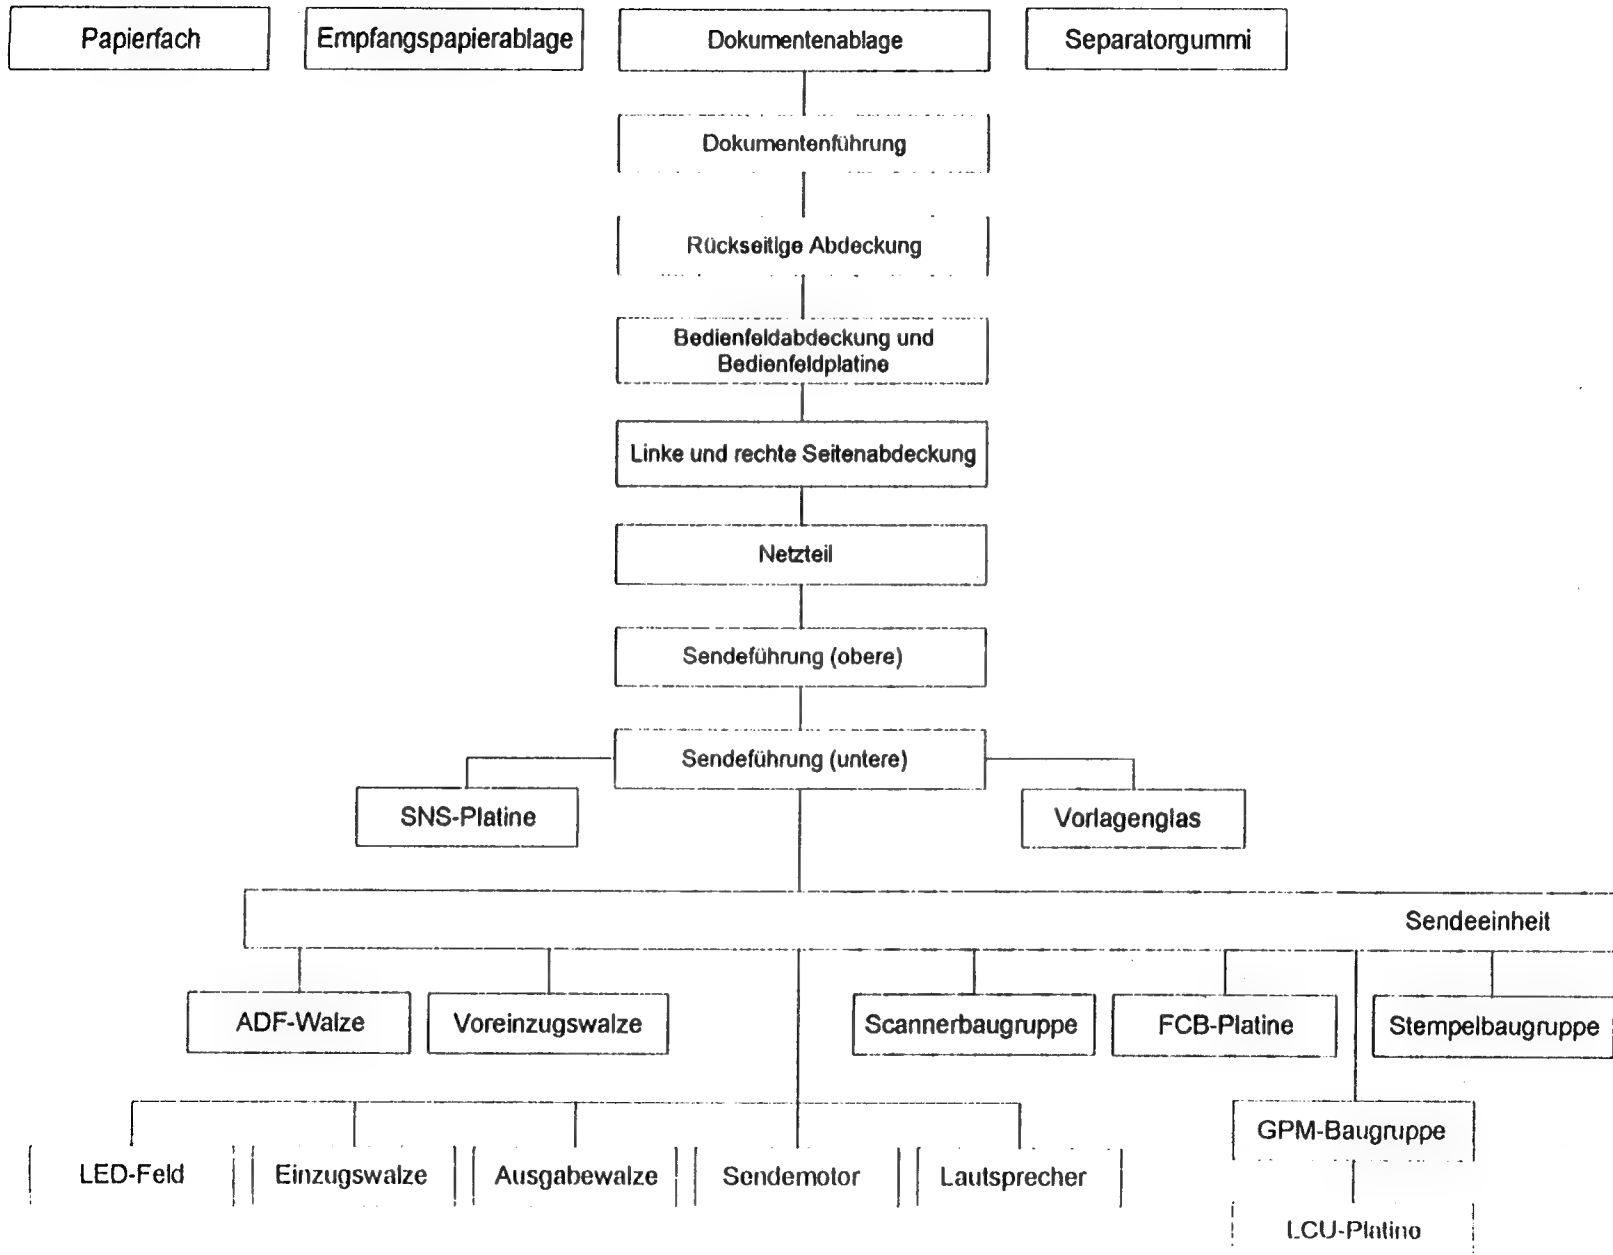 Papierfach
Empfangspapierablage
Dokumentenablage
Separatorgummi
Dokumentenführung
Rückseitige Abdeckung
Bedienfeldabdeckung und
Bedienfeldplatine
Linke und rechte Seitenabdeckung
Netzteil
Sendeführung (obere)
Sendeführung (untere)
SNS-Platine
Vorlagenglas
Sendeeinheit
ADF-Walze
Voreinzugswalze
Scannerbaugruppe
FCB-Platine
Stempelbaugruppe
GPM-Baugruppe
LED-Feld
Einzugswalze
Ausgabewalze
Sendemotor
Lautsprecher
LCU-Platine